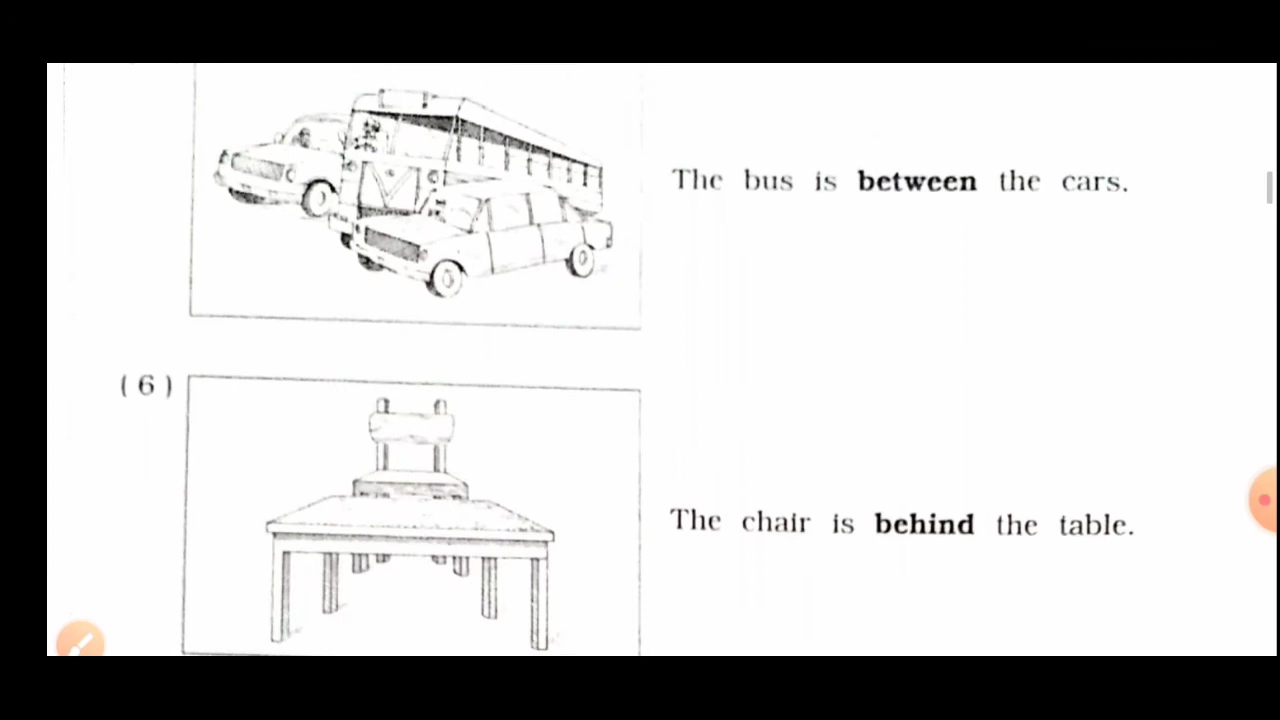 The bus is between the cars.
(6)
The chair is behind the table.